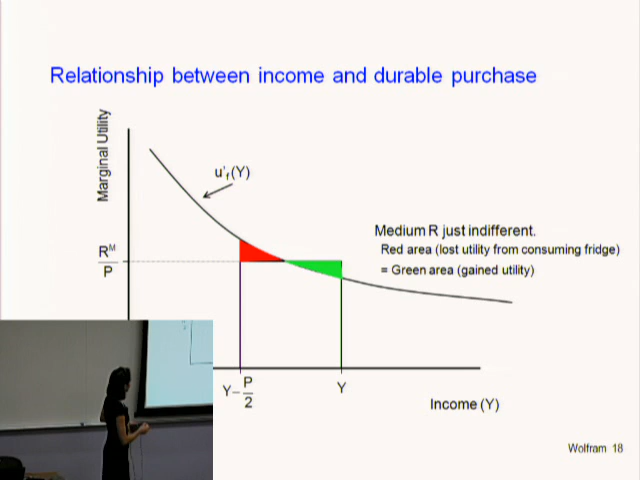 Relationship between income and durable purchase
Marginal Utility
u'f(Y)
Medium R just indifferent.
Red area (lost utility from consuming fridge)
= Green area (gained utility)
Rᴹ
P
Y– P
2
Y
Income (Y)
Wolfram 18